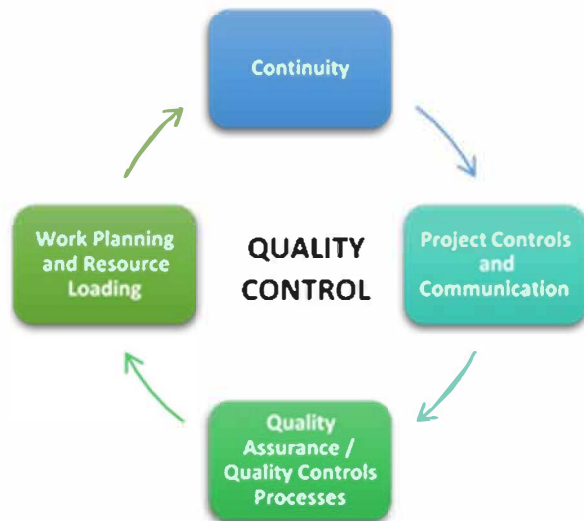 Continuity
Work Planning
and Resource
Loading
QUALITY
CONTROL
Project Controls
and
Communication
Quality
Assurance /
Quality Controls
Processes